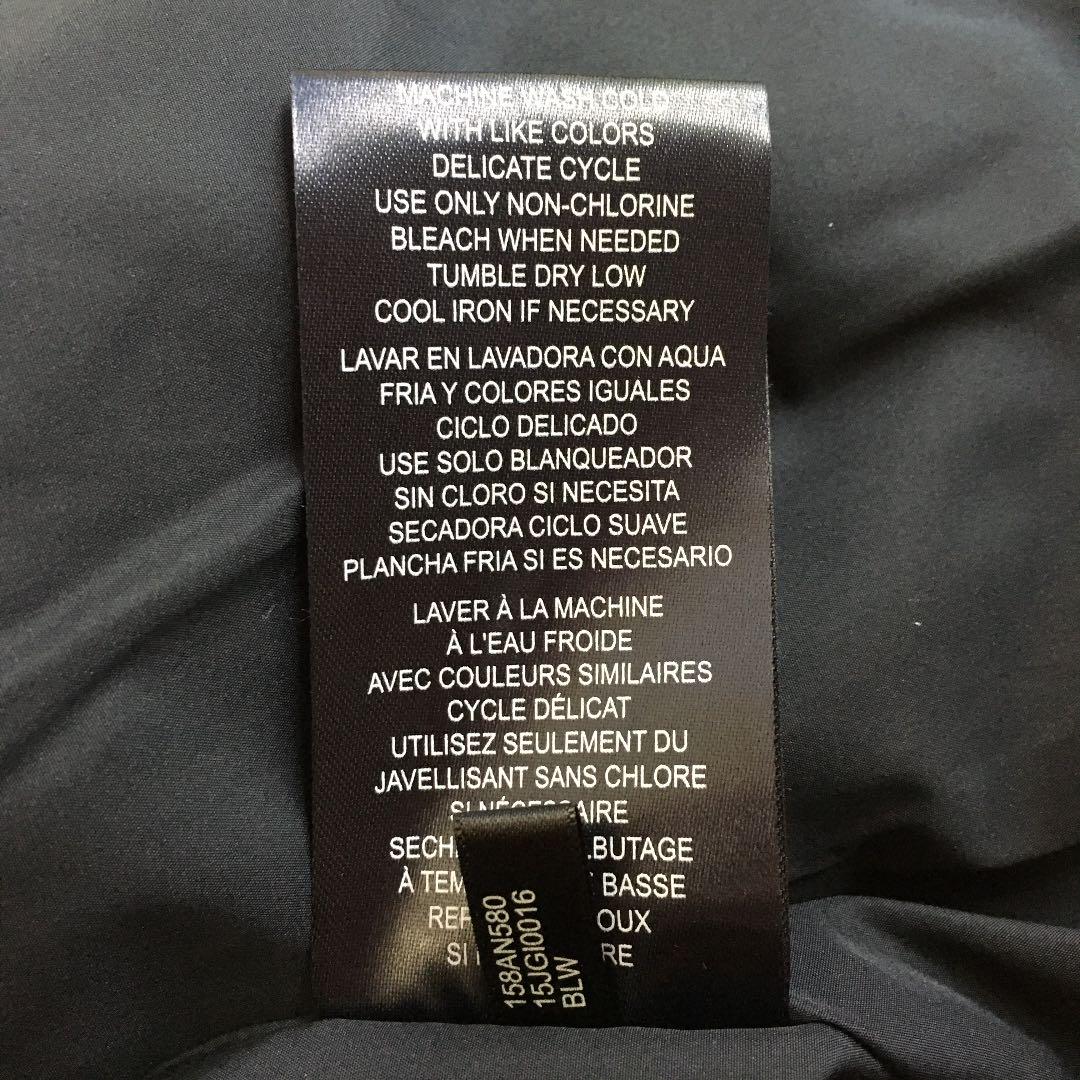 MACHINE WASH COLD
WITH LIKE COLORS
DELICATE CYCLE
USE ONLY NON-CHLORINE
BLEACH WHEN NEEDED
TUMBLE DRY LOW
COOL IRON IF NECESSARY
LAVAR EN LAVADORA CON AQUA
FRIA Y COLORES IGUALES
CICLO DELICADO
USE SOLO BLANQUEADOR
SIN CLORO SI NECESITA
SECADORA CICLO SUAVE
PLANCHA FRIA SI ES NECESARIO
LAVER À LA MACHINE
À L'EAU FROIDE
AVEC COULEURS SIMILAIRES
CYCLE DÉLICAT
UTILISEZ SEULEMENT DU
JAVELLISANT SANS CHLORE
SI
À BASSE
SI
158AN580
15JGI0016
BLW